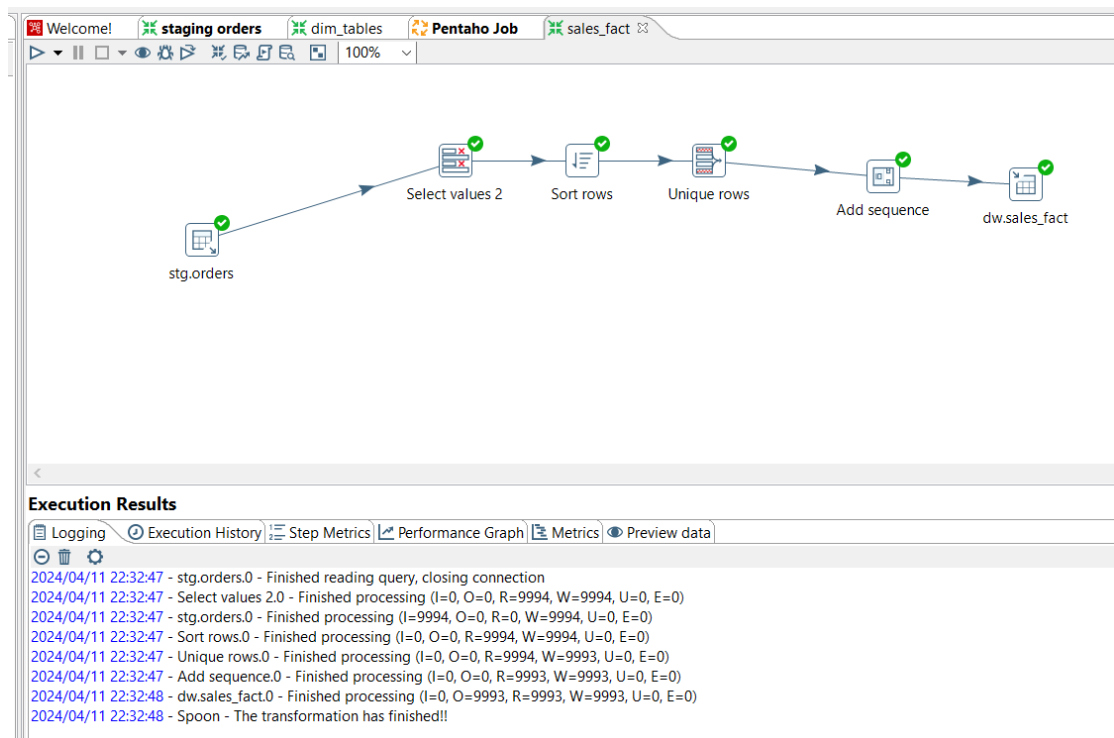 Welcome! staging orders dim_tables Pentaho Job sales_fact
100%
Select values 2 Sort rows Unique rows Add sequence dw.sales_fact
stg.orders
Execution Results
Logging Execution History Step Metrics Performance Graph Metrics Preview data
2024/04/11 22:32:47 - stg.orders.0 - Finished reading query, closing connection
2024/04/11 22:32:47 - Select values 2.0 - Finished processing (I=0, O=0, R=9994, W=9994, U=0, E=0)
2024/04/11 22:32:47 - stg.orders.0 - Finished processing (I=9994, O=0, R=0, W=9994, U=0, E=0)
2024/04/11 22:32:47 - Sort rows.0 - Finished processing (I=0, O=0, R=9994, W=9994, U=0, E=0)
2024/04/11 22:32:47 - Unique rows.0 - Finished processing (I=0, O=0, R=9994, W=9993, U=0, E=0)
2024/04/11 22:32:47 - Add sequence.0 - Finished processing (I=0, O=0, R=9993, W=9993, U=0, E=0)
2024/04/11 22:32:48 - dw.sales_fact.0 - Finished processing (I=0, O=9993, R=9993, W=9993, U=0, E=0)
2024/04/11 22:32:48 - Spoon - The transformation has finished!!